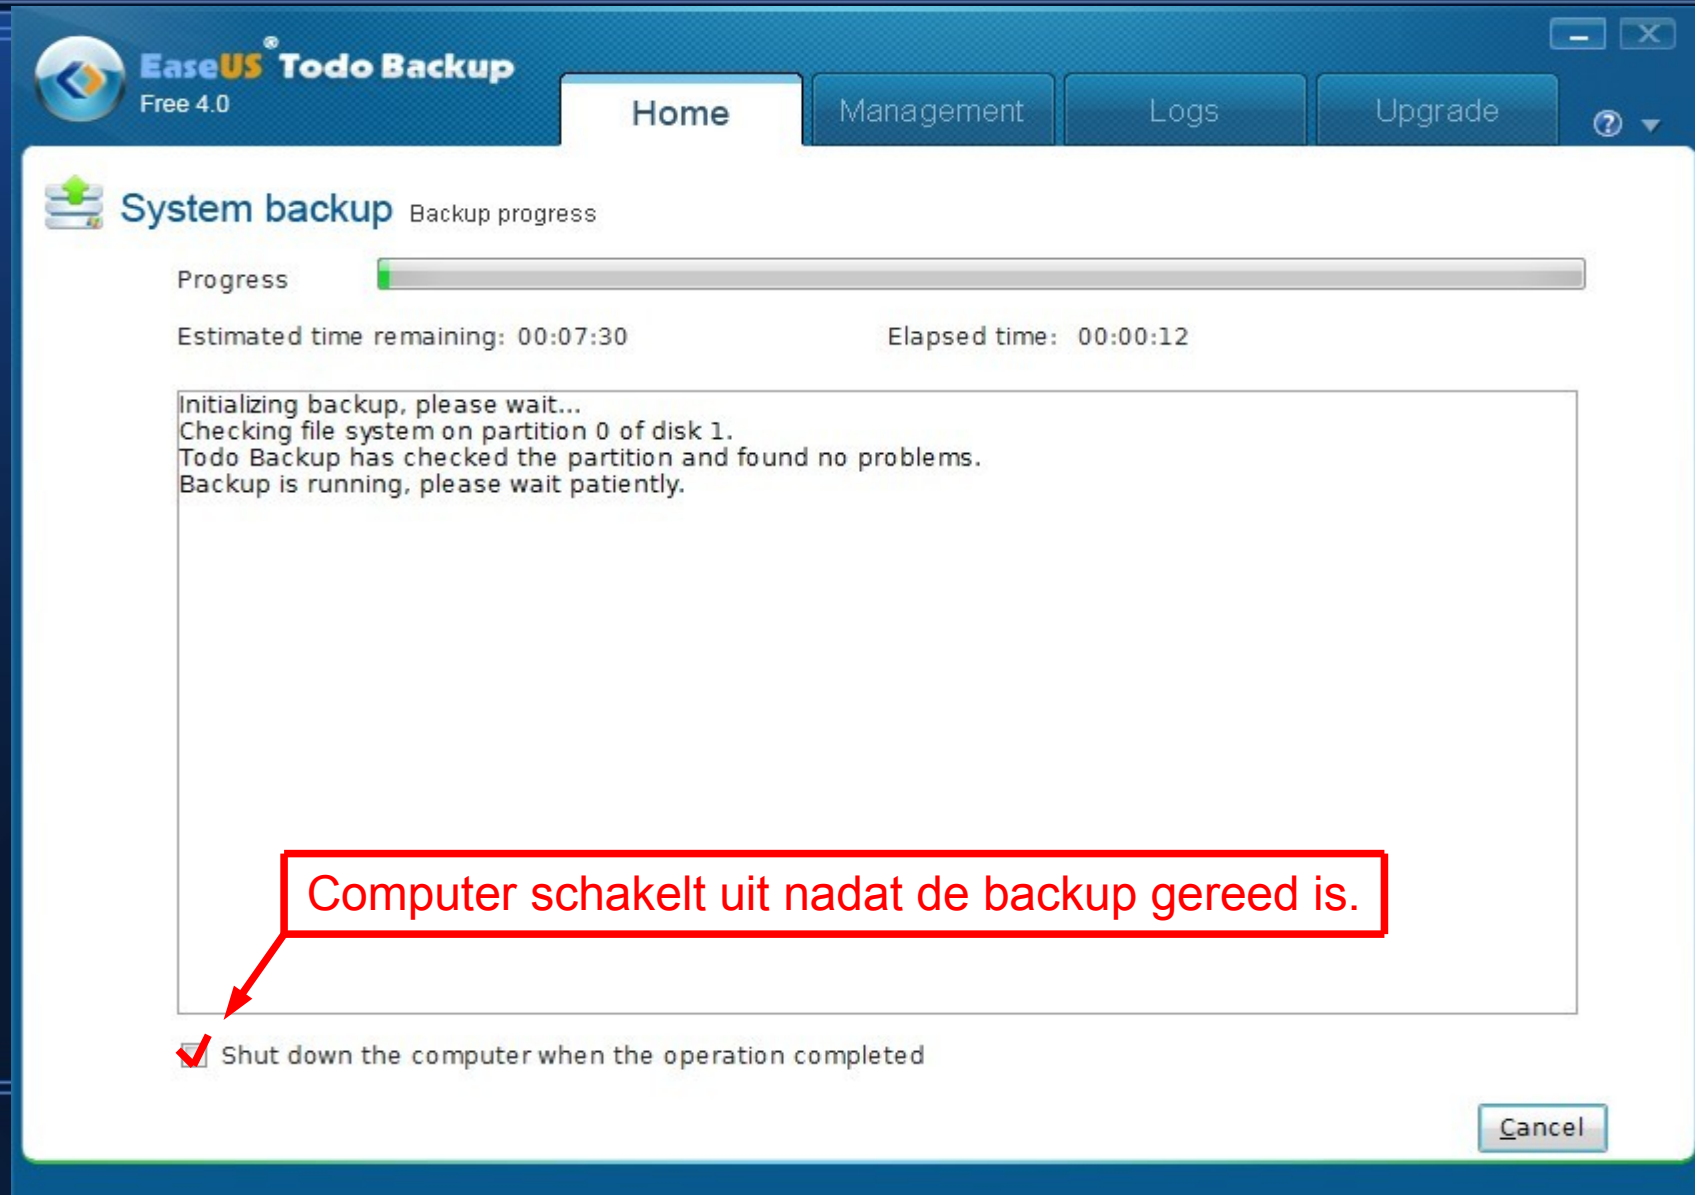 EaseUS® Todo Backup
Free 4.0
Home
Management
Logs
Upgrade
System backup Backup progress
Progress
Estimated time remaining: 00:07:30
Elapsed time: 00:00:12
Initializing backup, please wait...
Checking file system on partition 0 of disk 1.
Todo Backup has checked the partition and found no problems.
Backup is running, please wait patiently.
Computer schakelt uit nadat de backup gereed is.
Shut down the computer when the operation completed
Cancel